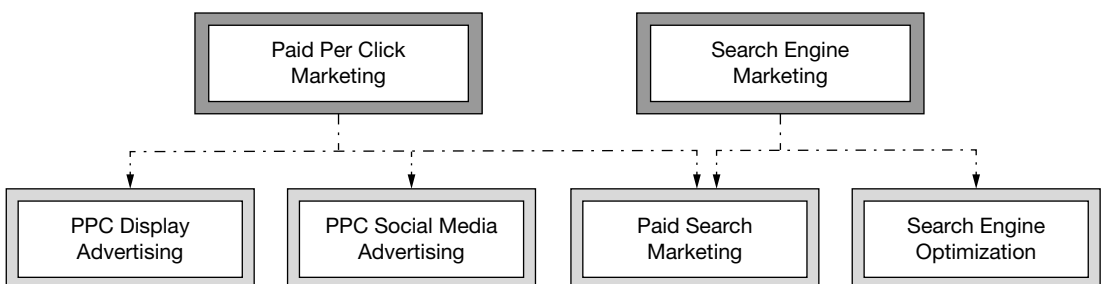 Paid Per Click
Marketing
Search Engine
Marketing
PPC Display
Advertising
PPC Social Media
Advertising
Paid Search
Marketing
Search Engine
Optimization